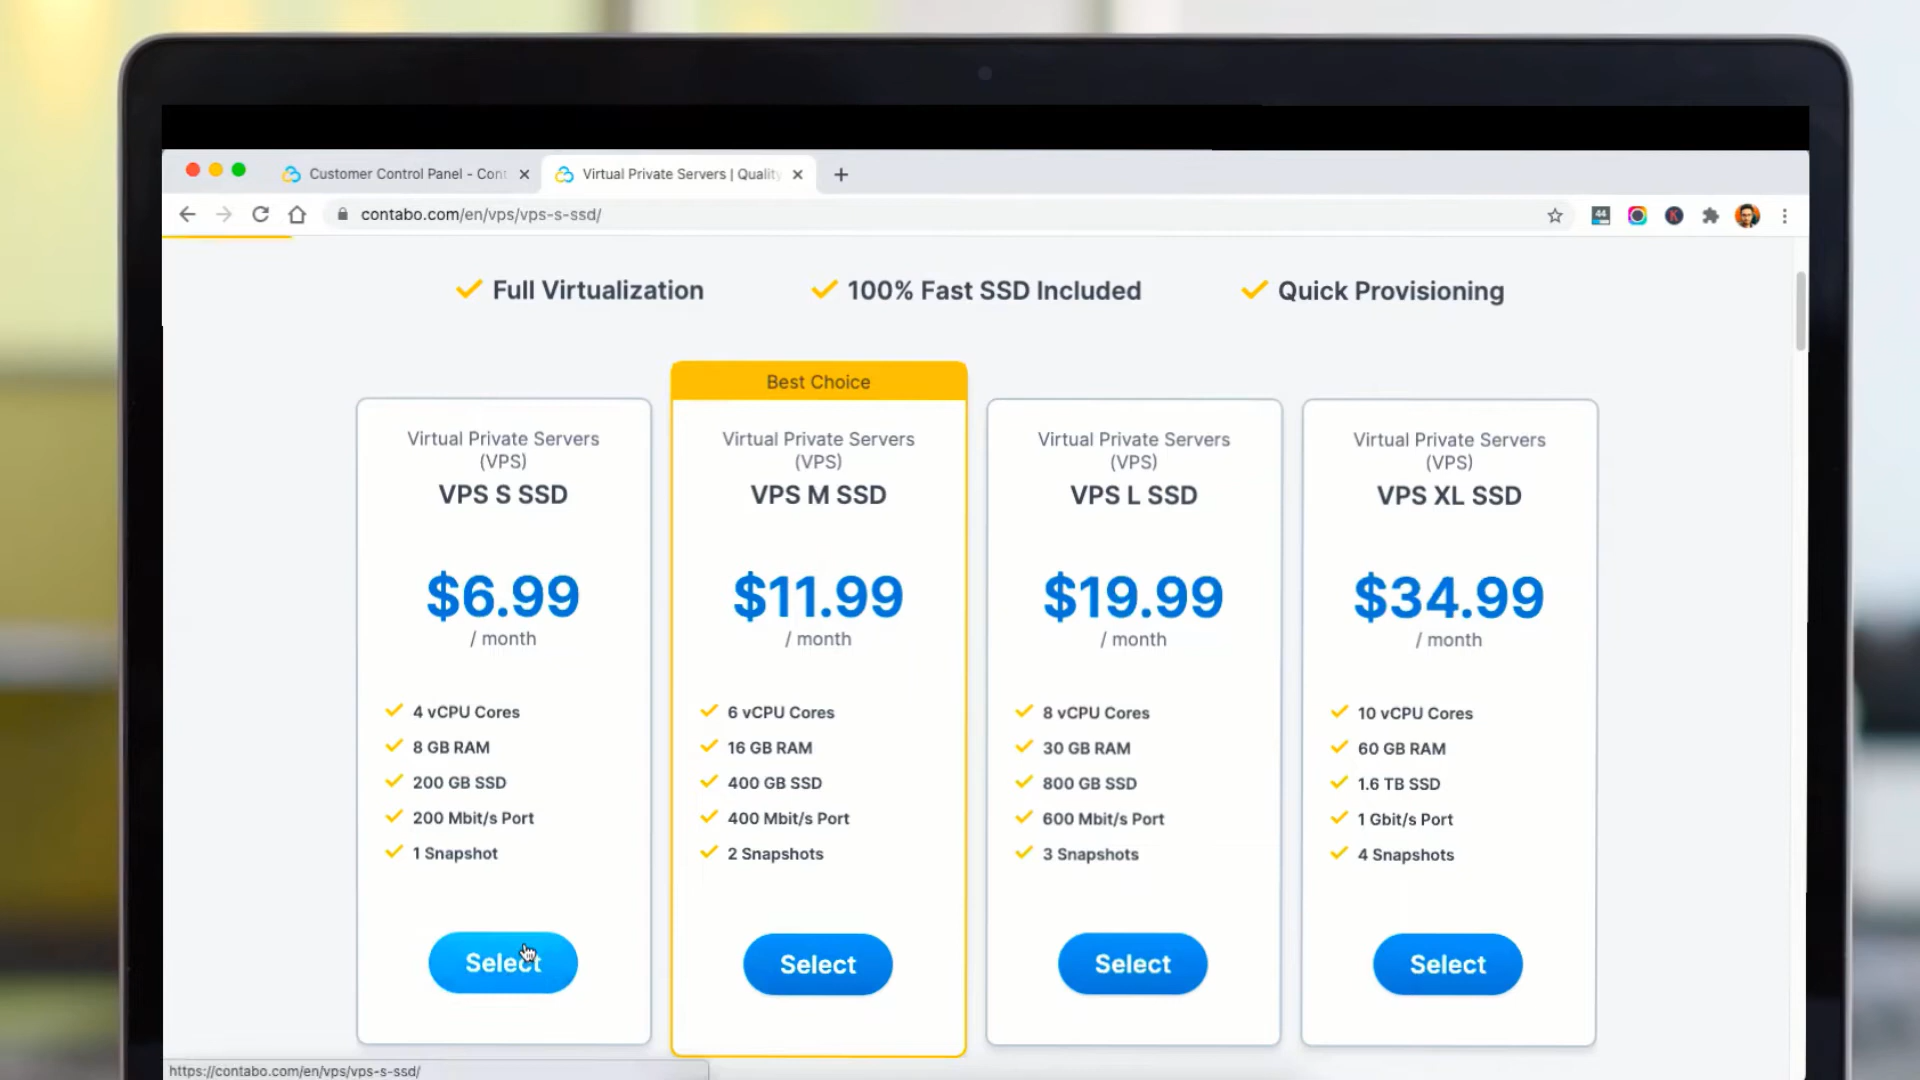 Customer Control Panel - Cont
Virtual Private Servers | Quality
contabo.com/en/vps/vps-s-ssd/
44
K
Full Virtualization
100% Fast SSD Included
Quick Provisioning
Best Choice
Virtual Private Servers
(VPS)
VPS S SSD
$6.99
/ month
4 vCPU Cores
8 GB RAM
200 GB SSD
200 Mbit/s Port
1 Snapshot
Select
Virtual Private Servers
(VPS)
VPS M SSD
$11.99
/ month
6 vCPU Cores
16 GB RAM
400 GB SSD
400 Mbit/s Port
2 Snapshots
Select
Virtual Private Servers
(VPS)
VPS L SSD
$19.99
/ month
8 vCPU Cores
30 GB RAM
800 GB SSD
600 Mbit/s Port
3 Snapshots
Select
Virtual Private Servers
(VPS)
VPS XL SSD
$34.99
/ month
10 vCPU Cores
60 GB RAM
1.6 TB SSD
1 Gbit/s Port
4 Snapshots
Select
https://contabo.com/en/vps/vps-s-ssd/